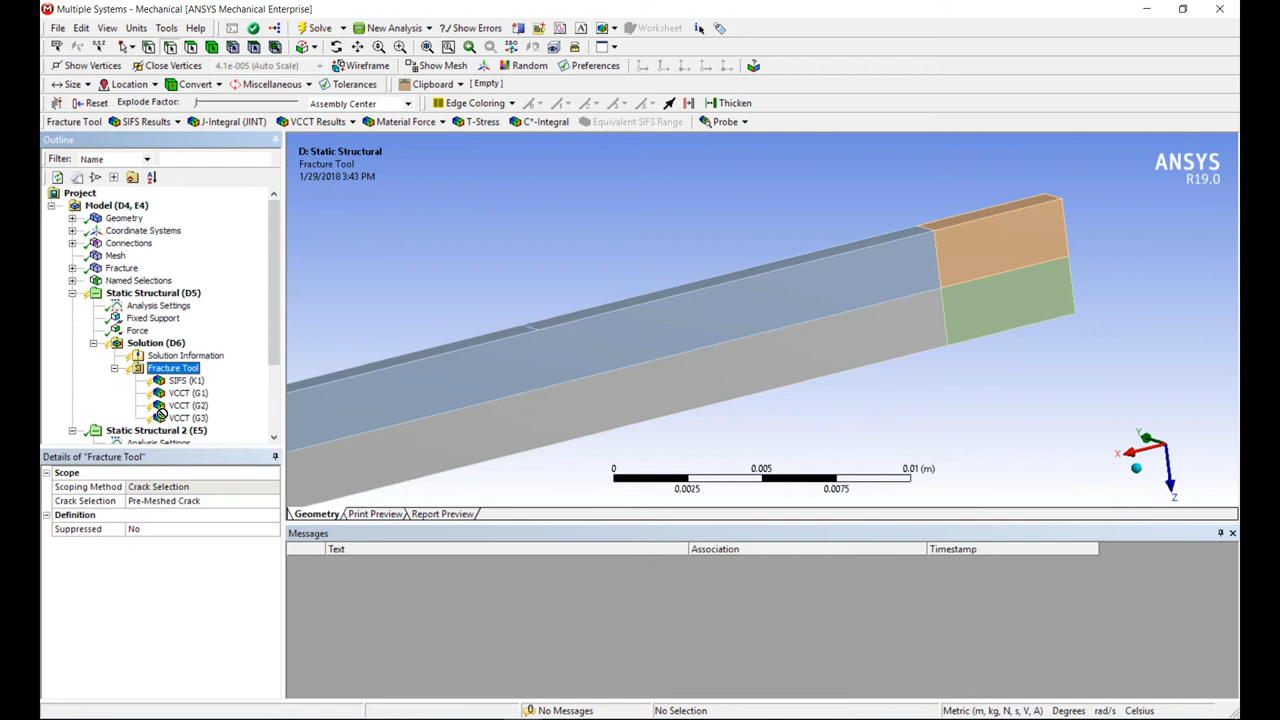 Multiple Systems - Mechanical [ANSYS Mechanical Enterprise]
File Edit View Units Tools Help Solve New Analysis ?/ Show Errors A Worksheet i
Show Vertices Close Vertices 4.1e-005 (Auto Scale) Wireframe Show Mesh Random Preferences
Size Location Convert Miscellaneous Tolerances Clipboard [ Empty ]
Reset Explode Factor: Assembly Center Edge Coloring Thicken
Fracture Tool SIFS Results J-Integral (JINT) VCCT Results Material Force T-Stress C*-Integral Equivalent SIFS Range Probe
Outline
Filter: Name
Project
Model (D4, E4)
Geometry
Coordinate Systems
Connections
Mesh
Fracture
Named Selections
Static Structural (D5)
Analysis Settings
Fixed Support
Force
Solution (D6)
Solution Information
Fracture Tool
SIFS (K1)
VCCT (G1)
VCCT (G2)
VCCT (G3)
Static Structural 2 (E5)
Analysis Settings
Details of "Fracture Tool"
Scope
Scoping Method Crack Selection
Crack Selection Pre-Meshed Crack
Definition
Suppressed No
D: Static Structural
Fracture Tool
1/29/2018 3:43 PM
ANSYS
R19.0
0 0.005 0.01 (m)
0.0025 0.0075
X Y Z
Geometry Print Preview Report Preview
Messages
Text Association Timestamp
0 No Messages No Selection Metric (m, kg, N, s, V, A) Degrees rad/s Celsius